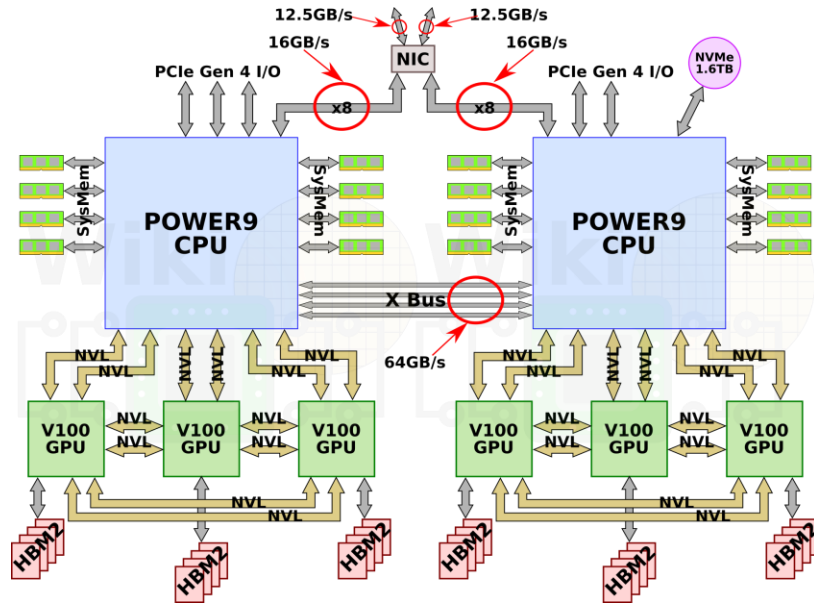 12.5GB/s
12.5GB/s
16GB/s
16GB/s
NIC
NVMe
1.6TB
PCIe Gen 4 I/O
PCIe Gen 4 I/O
x8
x8
SysMem
SysMem
SysMem
SysMem
POWER9
CPU
POWER9
CPU
Wiki
Wiki
X Bus
64GB/s
NVL
NVL
NVL
NVL
NVL
NVL
NVL
NVL
NVL
NVL
NVL
NVL
V100
GPU
V100
GPU
V100
GPU
V100
GPU
V100
GPU
V100
GPU
NVL
NVL
NVL
NVL
NVL
NVL
NVL
NVL
NVL
NVL
NVL
NVL
HBM2
HBM2
HBM2
HBM2
HBM2
HBM2